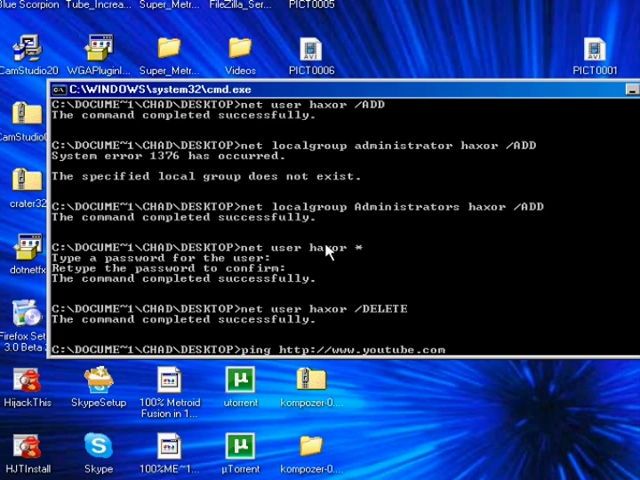 Blue Scorpion Tube_Increa... Super_Metr... FileZilla_Ser... PICT0005
CamStudio20 WGAPluginI... Super_Metr... Videos PICT0006 PICT0001
C:\WINDOWS\system32\cmd.exe
C:\DOCUME~1\CHAD\DESKTOP>net user haxor /ADD
The command completed successfully.
C:\DOCUME~1\CHAD\DESKTOP>net localgroup administrator haxor /ADD
System error 1376 has occurred.
The specified local group does not exist.
C:\DOCUME~1\CHAD\DESKTOP>net localgroup Administrators haxor /ADD
The command completed successfully.
C:\DOCUME~1\CHAD\DESKTOP>net user haxor *
Type a password for the user:
Retype the password to confirm:
The command completed successfully.
C:\DOCUME~1\CHAD\DESKTOP>net user haxor /DELETE
The command completed successfully.
C:\DOCUME~1\CHAD\DESKTOP>ping http://www.youtube.com
CamStudio
crater32
dotnetfx
Firefox Set
3.0 Beta
HijackThis SkypeSetup 100% Metroid utorrent kompozer-0....
Fusion in 1...
HJTInstall Skype 100%ME~1... µTorrent kompozer-0....